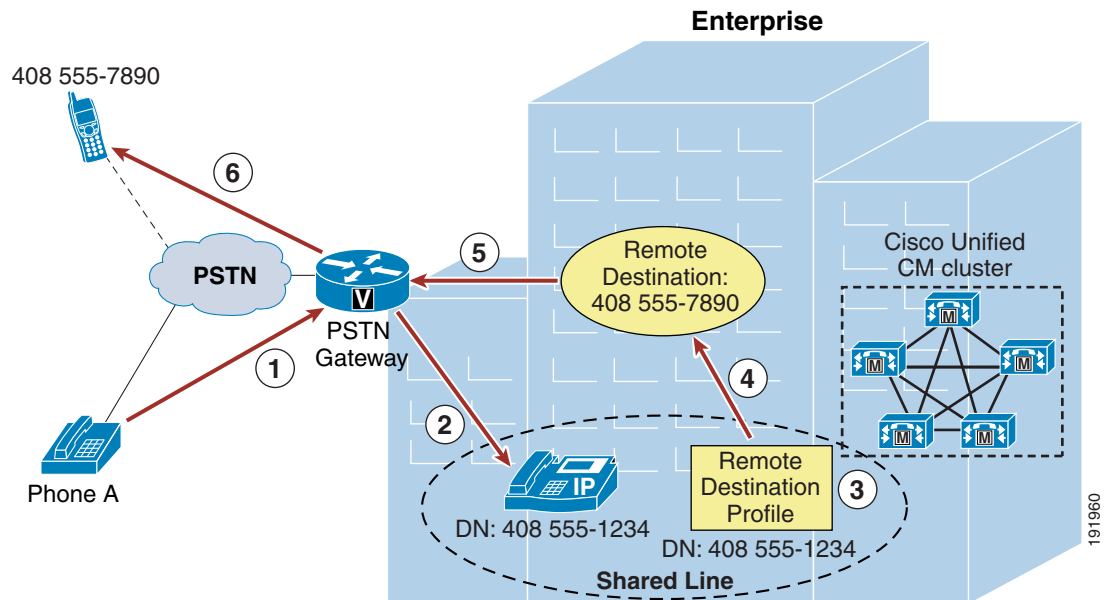 Enterprise
408 555-7890
6
PSTN
V
PSTN
Gateway
5
Remote
Destination:
408 555-7890
Cisco Unified
CM cluster
M
M
M
M
M
1
2
4
Phone A
IP
DN: 408 555-1234
Remote
Destination
Profile
3
DN: 408 555-1234
Shared Line
191960